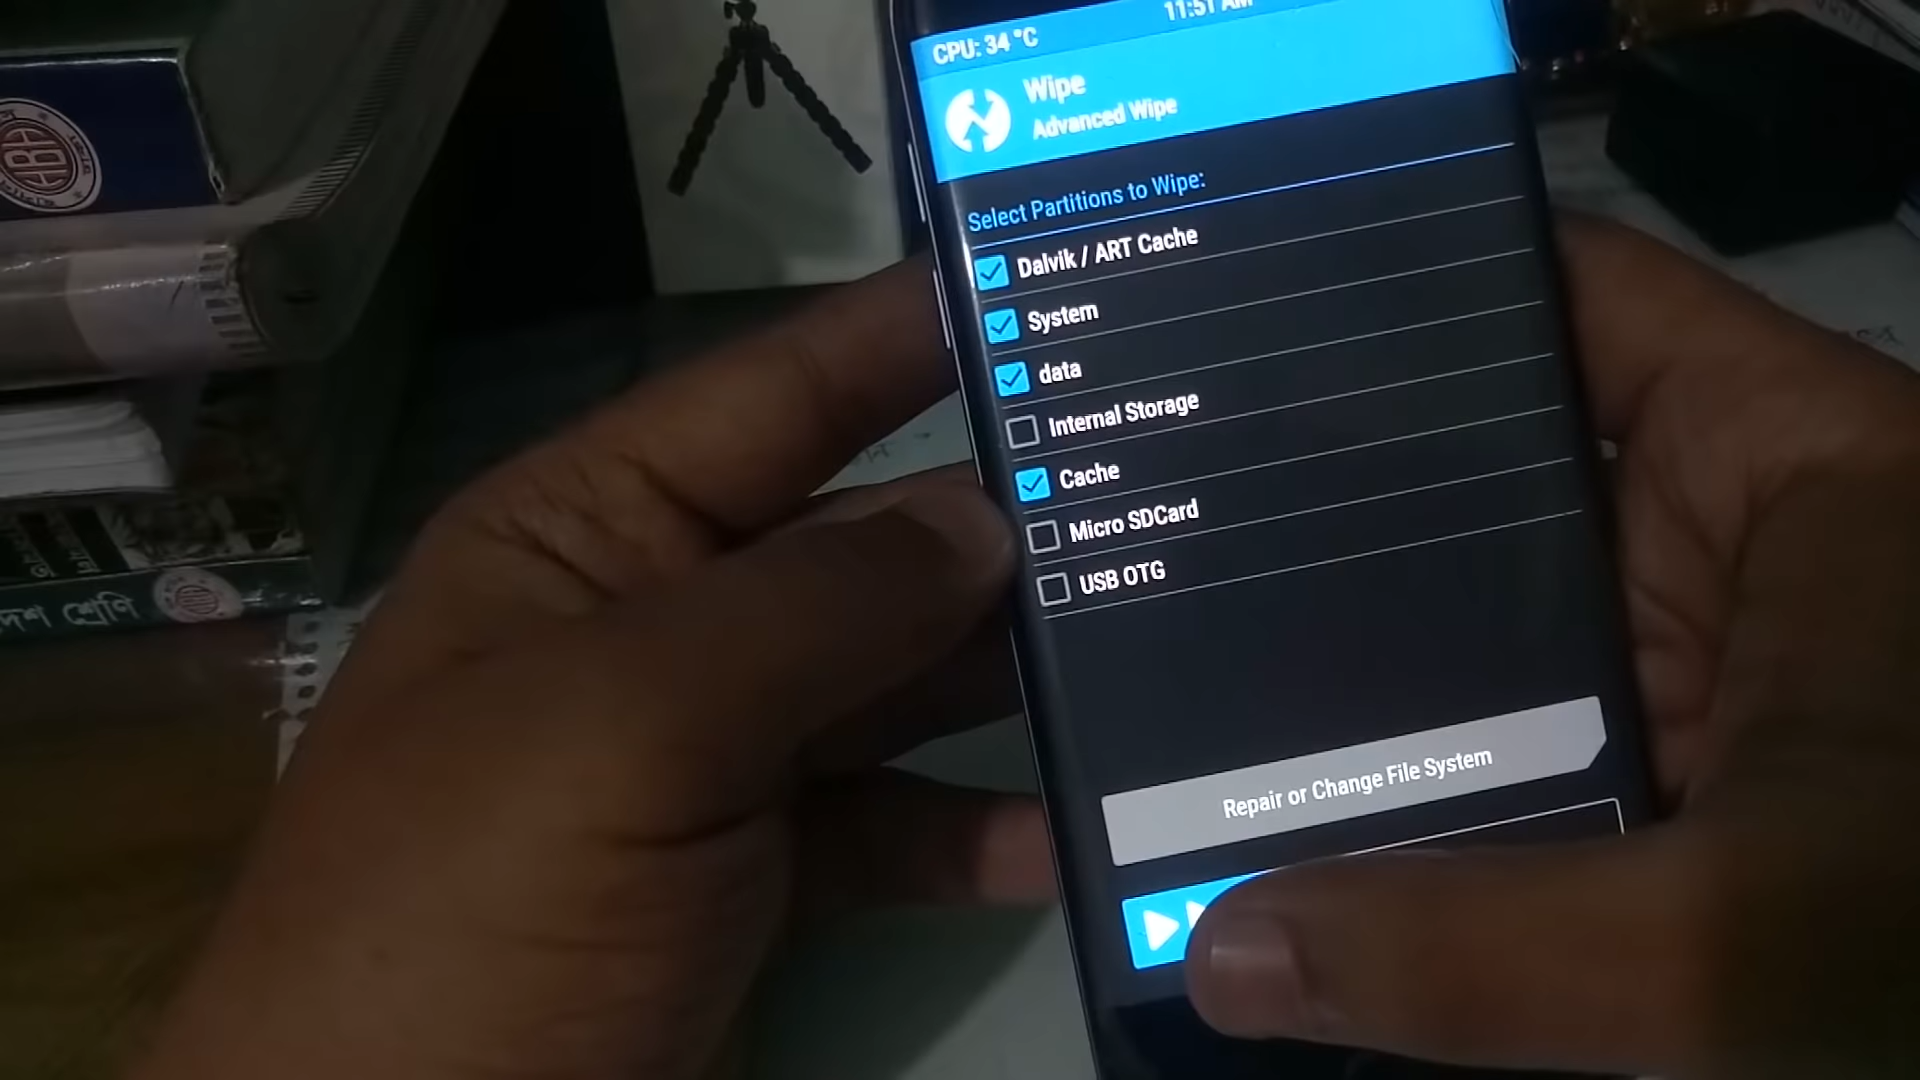 11:51 AM
CPU: 34 °C
Wipe
Advanced Wipe
Select Partitions to Wipe:
Dalvik / ART Cache
System
data
Internal Storage
Cache
Micro SDCard
USB OTG
Repair or Change File System
শ্রেণি